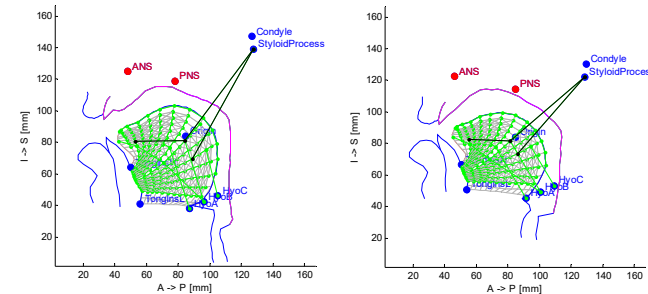 160
140
120
100
80
60
40
20
20 40 60 80 100 120 140 160
I -> S [mm]
A -> P [mm]
Condyle
StyloidProcess
ANS
PNS
Origin
TongInsL
HyoC
HyoB
HyoA
160
140
120
100
80
60
40
20
20 40 60 80 100 120 140 160
I -> S [mm]
A -> P [mm]
Condyle
StyloidProcess
ANS
PNS
Origin
TongInsL
HyoC
HyoB
HyoA